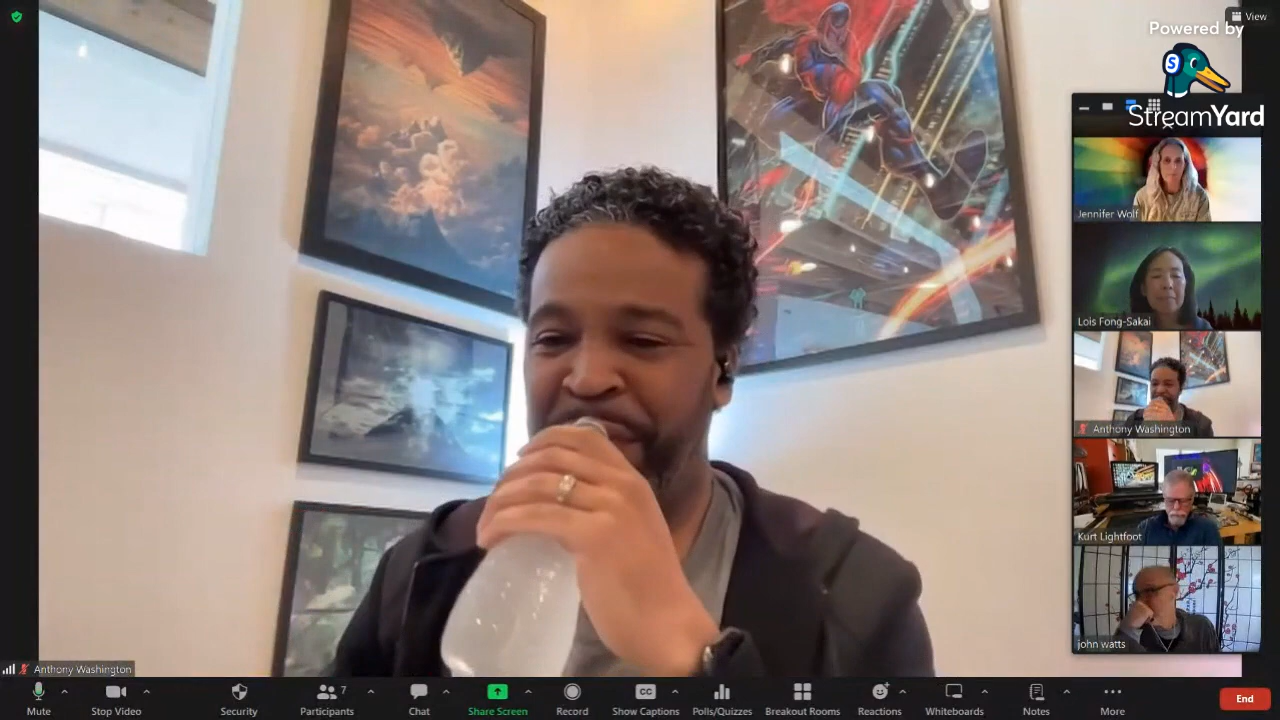 View
Powered by
StreamYard
Jennifer Wolf
Lois Fong-Sakai
Anthony Washington
Kurt Lightfoot
john watts
Anthony Washington
Mute
Stop Video
Security
Participants
7
Chat
Share Screen
Record
CC
Show Captions
Polls/Quizzes
Breakout Rooms
Reactions
Whiteboards
Notes
More
End